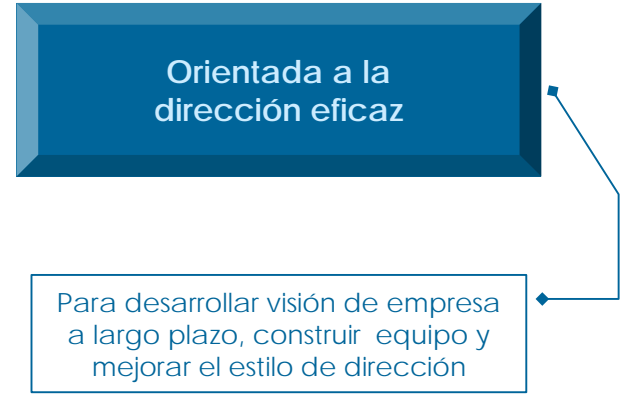 Orientada a la
dirección eficaz
Para desarrollar visión de empresa
a largo plazo, construir equipo y
mejorar el estilo de dirección